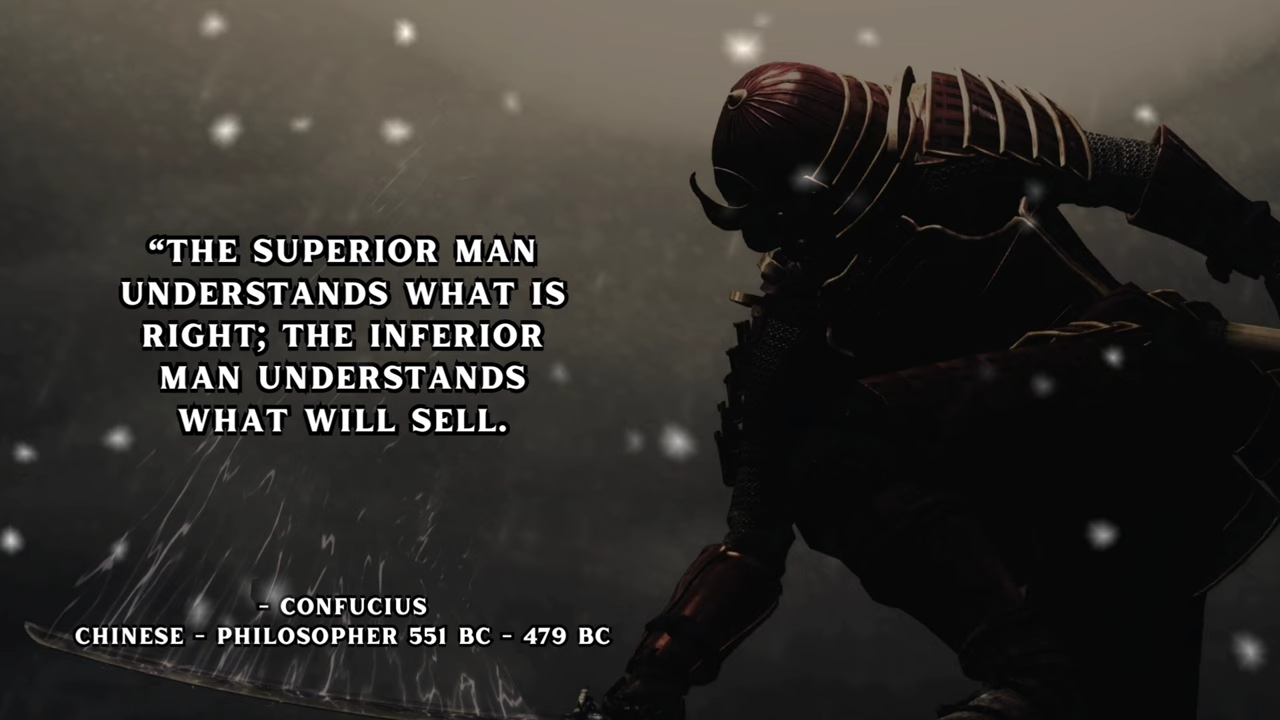 “THE SUPERIOR MAN
UNDERSTANDS WHAT IS
RIGHT; THE INFERIOR
MAN UNDERSTANDS
WHAT WILL SELL.
- CONFUCIUS
CHINESE - PHILOSOPHER 551 BC - 479 BC